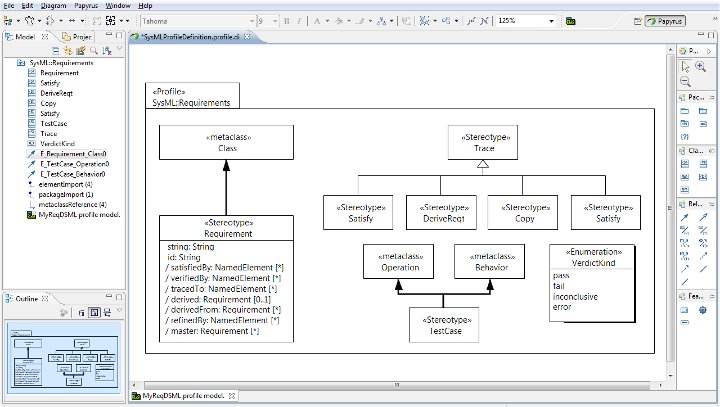 File Edit Diagram Papyrus Window Help
Tahoma 9 B I A 125% Papyrus
Model Projec
SysML::Requirements
Requirement
Satisfy
DeriveReqt
Copy
Satisfy
TestCase
Trace
VerdictKind
E_Requirement_Class0
E_TestCase_Operation0
E_TestCase_Behavior0
elementImport (4)
packageImport (1)
metaclassReference (4)
MyReqDSML profile model.
Outline
*SysMLProfileDefinition.profile.di
«Profile»
SysML::Requirements
«metaclass»
Class
«Stereotype»
Requirement
string: String
id: String
/ satisfiedBy: NamedElement [*]
/ verifiedBy: NamedElement [*]
/ tracedTo: NamedElement [*]
/ derived: Requirement [0..1]
/ derivedFrom: Requirement [*]
/ refinedBy: NamedElement [*]
/ master: Requirement [*]
«Stereotype»
Trace
«Stereotype»
Satisfy
«Stereotype»
DeriveReqt
«Stereotype»
Copy
«Stereotype»
Satisfy
«metaclass»
Operation
«metaclass»
Behavior
«Stereotype»
TestCase
«Enumeration»
VerdictKind
pass
fail
inconclusive
error
MyReqDSML profile model.
P...
Pac...
Cla...
Rel...
Fea...